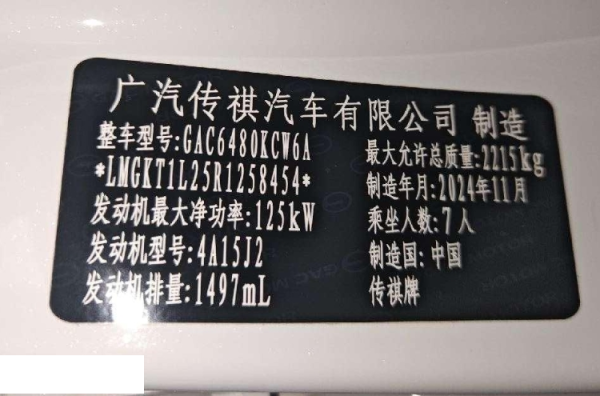 广汽传祺汽车有限公司 制造
整车型号:GAC6480KCW6A
*LMGKT1L25R1258454*
发动机最大净功率:125kW
发动机型号:4A15J2
发动机排量:1497mL
最大允许总质量:2215kg
制造年月:2024年11月
乘坐人数:7人
制造国:中国
传祺牌